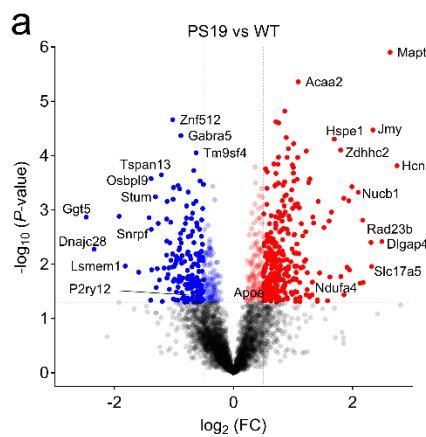 a
PS19 vs WT
6
Mapt
Acaa2
5
Znf512
Jmy
Gabra5
Hspe1
Tm9sf4
Zdhhc2
4
Tspan13
Hcn
Osbpl9
Nucb1
Stum
Ggt5
3
Rad23b
Snrpf
Dlgap4
Dnajc28
2
Lsmem1
Slc17a5
P2ry12
Apoe
Ndufa4
1
0
-log10 (P-value)
-2
0
2
log2 (FC)